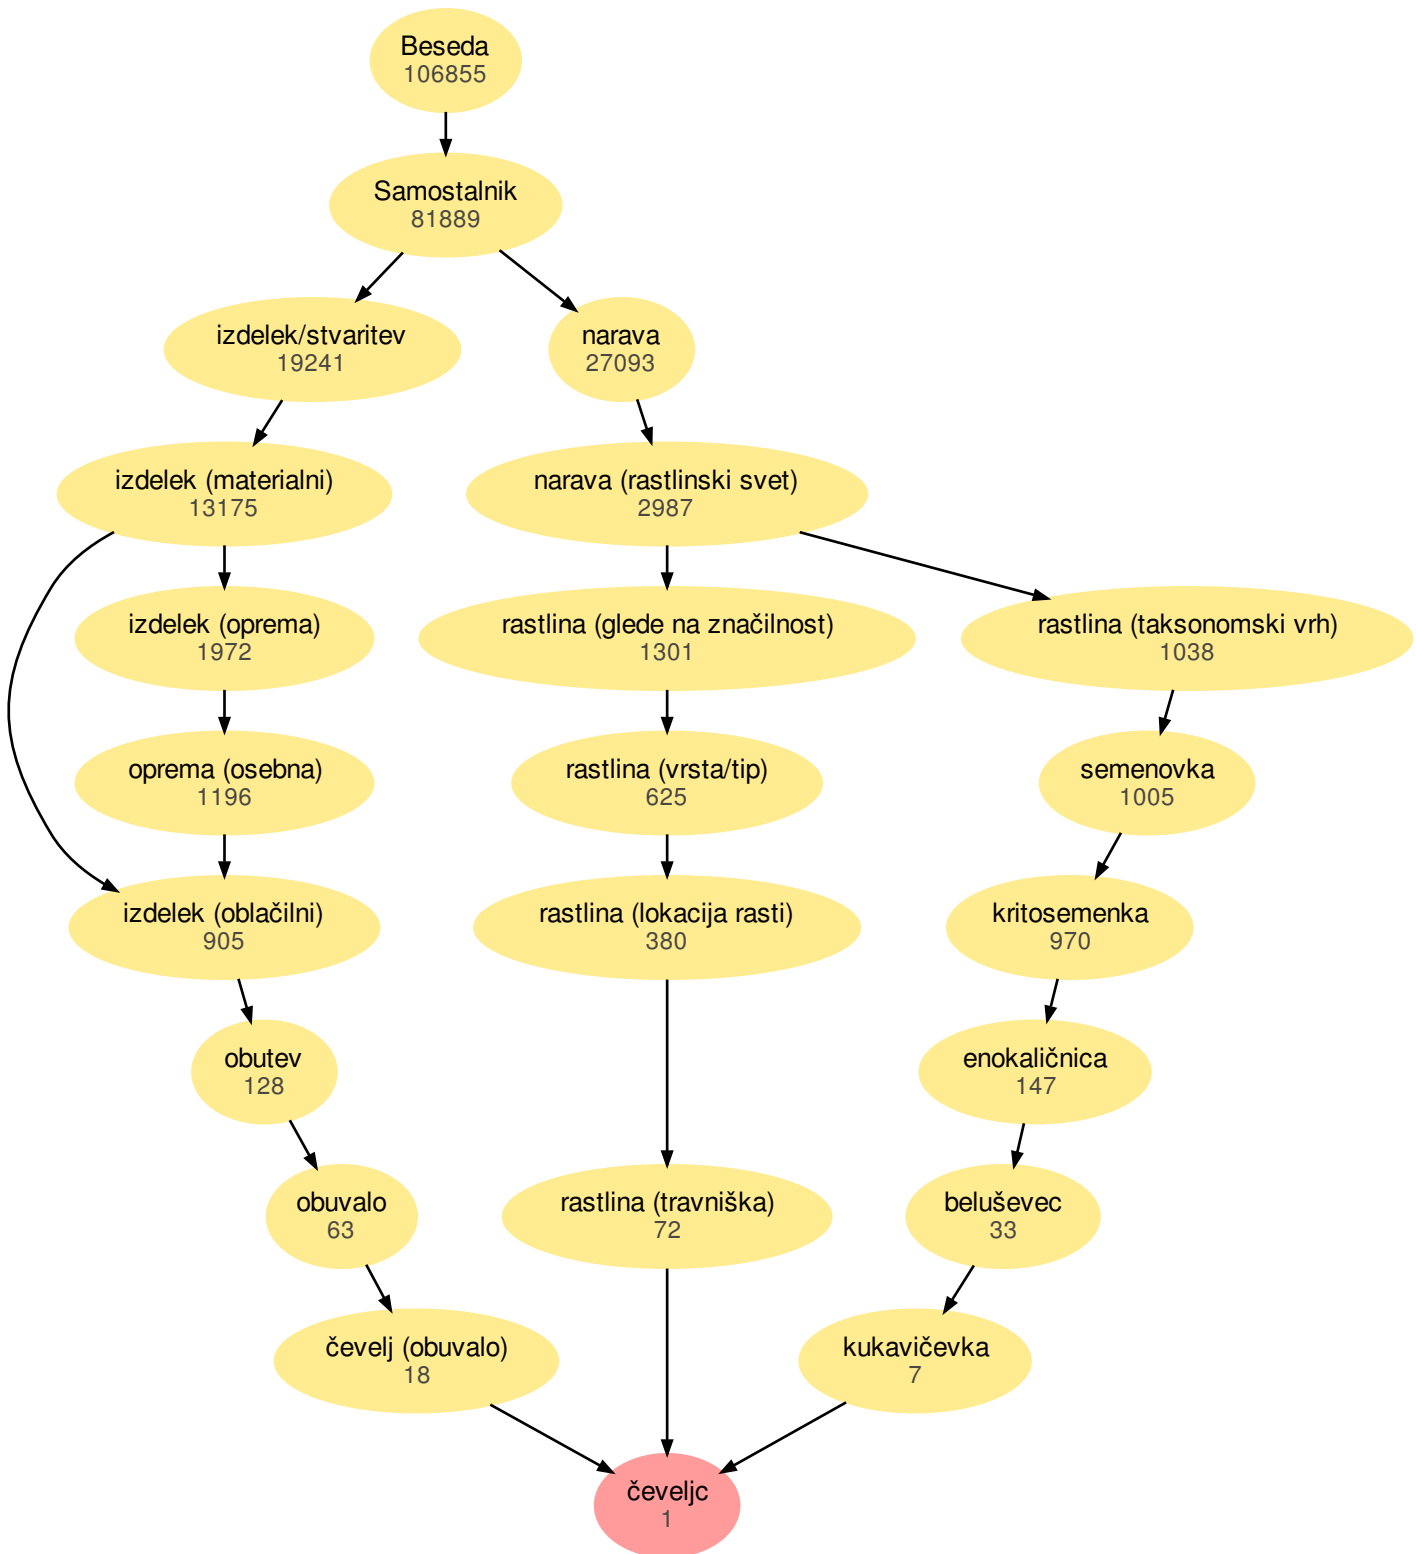 Beseda
106855
Samostalnik
81889
izdelek/stvaritev
19241
narava
27093
izdelek (materialni)
13175
narava (rastlinski svet)
2987
izdelek (oprema)
1972
rastlina (glede na značilnost)
1301
rastlina (taksonomski vrh)
1038
oprema (osebna)
1196
rastlina (vrsta/tip)
625
semenovka
1005
izdelek (oblačilni)
905
rastlina (lokacija rasti)
380
kritosemenka
970
obutev
128
enokaličnica
147
obuvalo
63
rastlina (travniška)
72
beluševec
33
čevelj (obuvalo)
18
kukavičevka
7
čeveljc
1